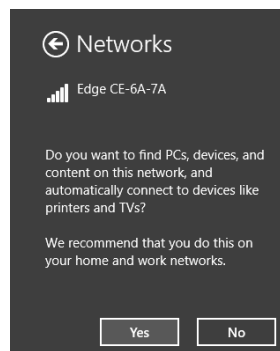 Networks
Edge CE-6A-7A
Do you want to find PCs, devices, and
content on this network, and
automatically connect to devices like
printers and TVs?
We recommend that you do this on
your home and work networks.
Yes No